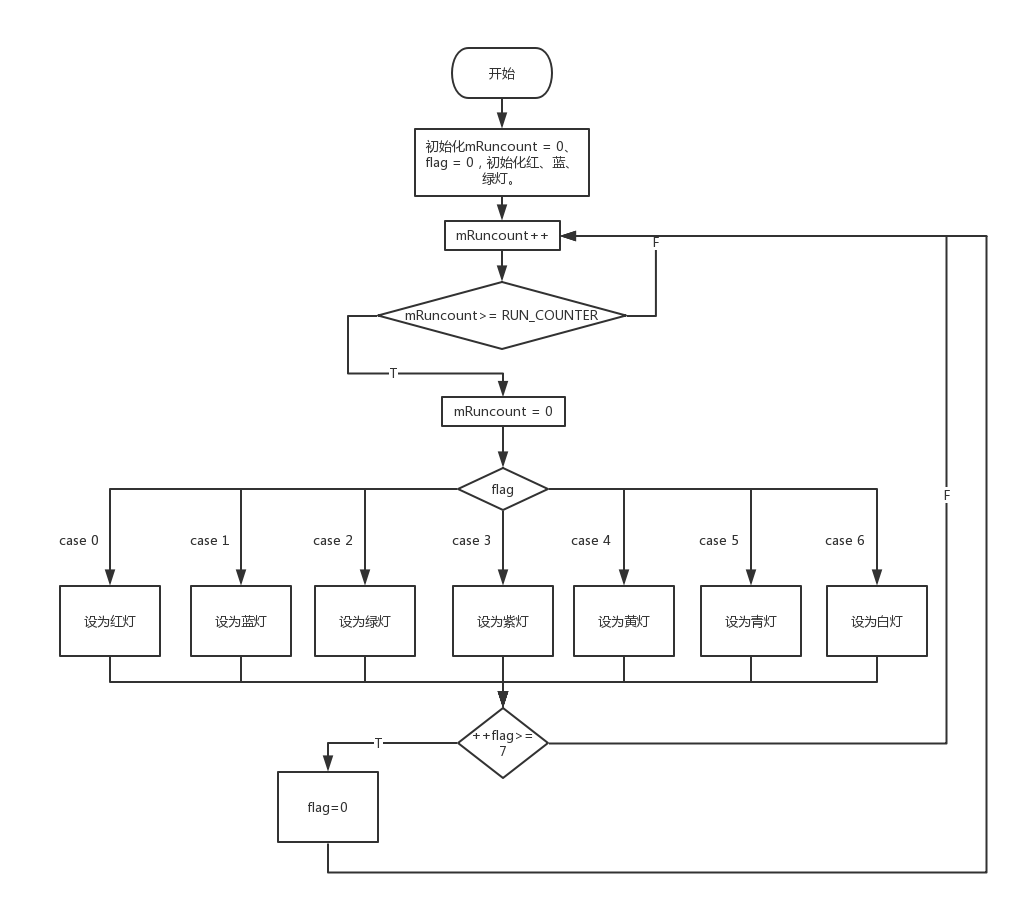 开始
初始化mRuncount = 0、
flag = 0，初始化红、蓝、
绿灯。
mRuncount++
F
mRuncount>= RUN_COUNTER
T
mRuncount = 0
flag
F
case 0
case 1
case 2
case 3
case 4
case 5
case 6
设为红灯
设为蓝灯
设为绿灯
设为紫灯
设为黄灯
设为青灯
设为白灯
++flag>=
7
T
flag=0